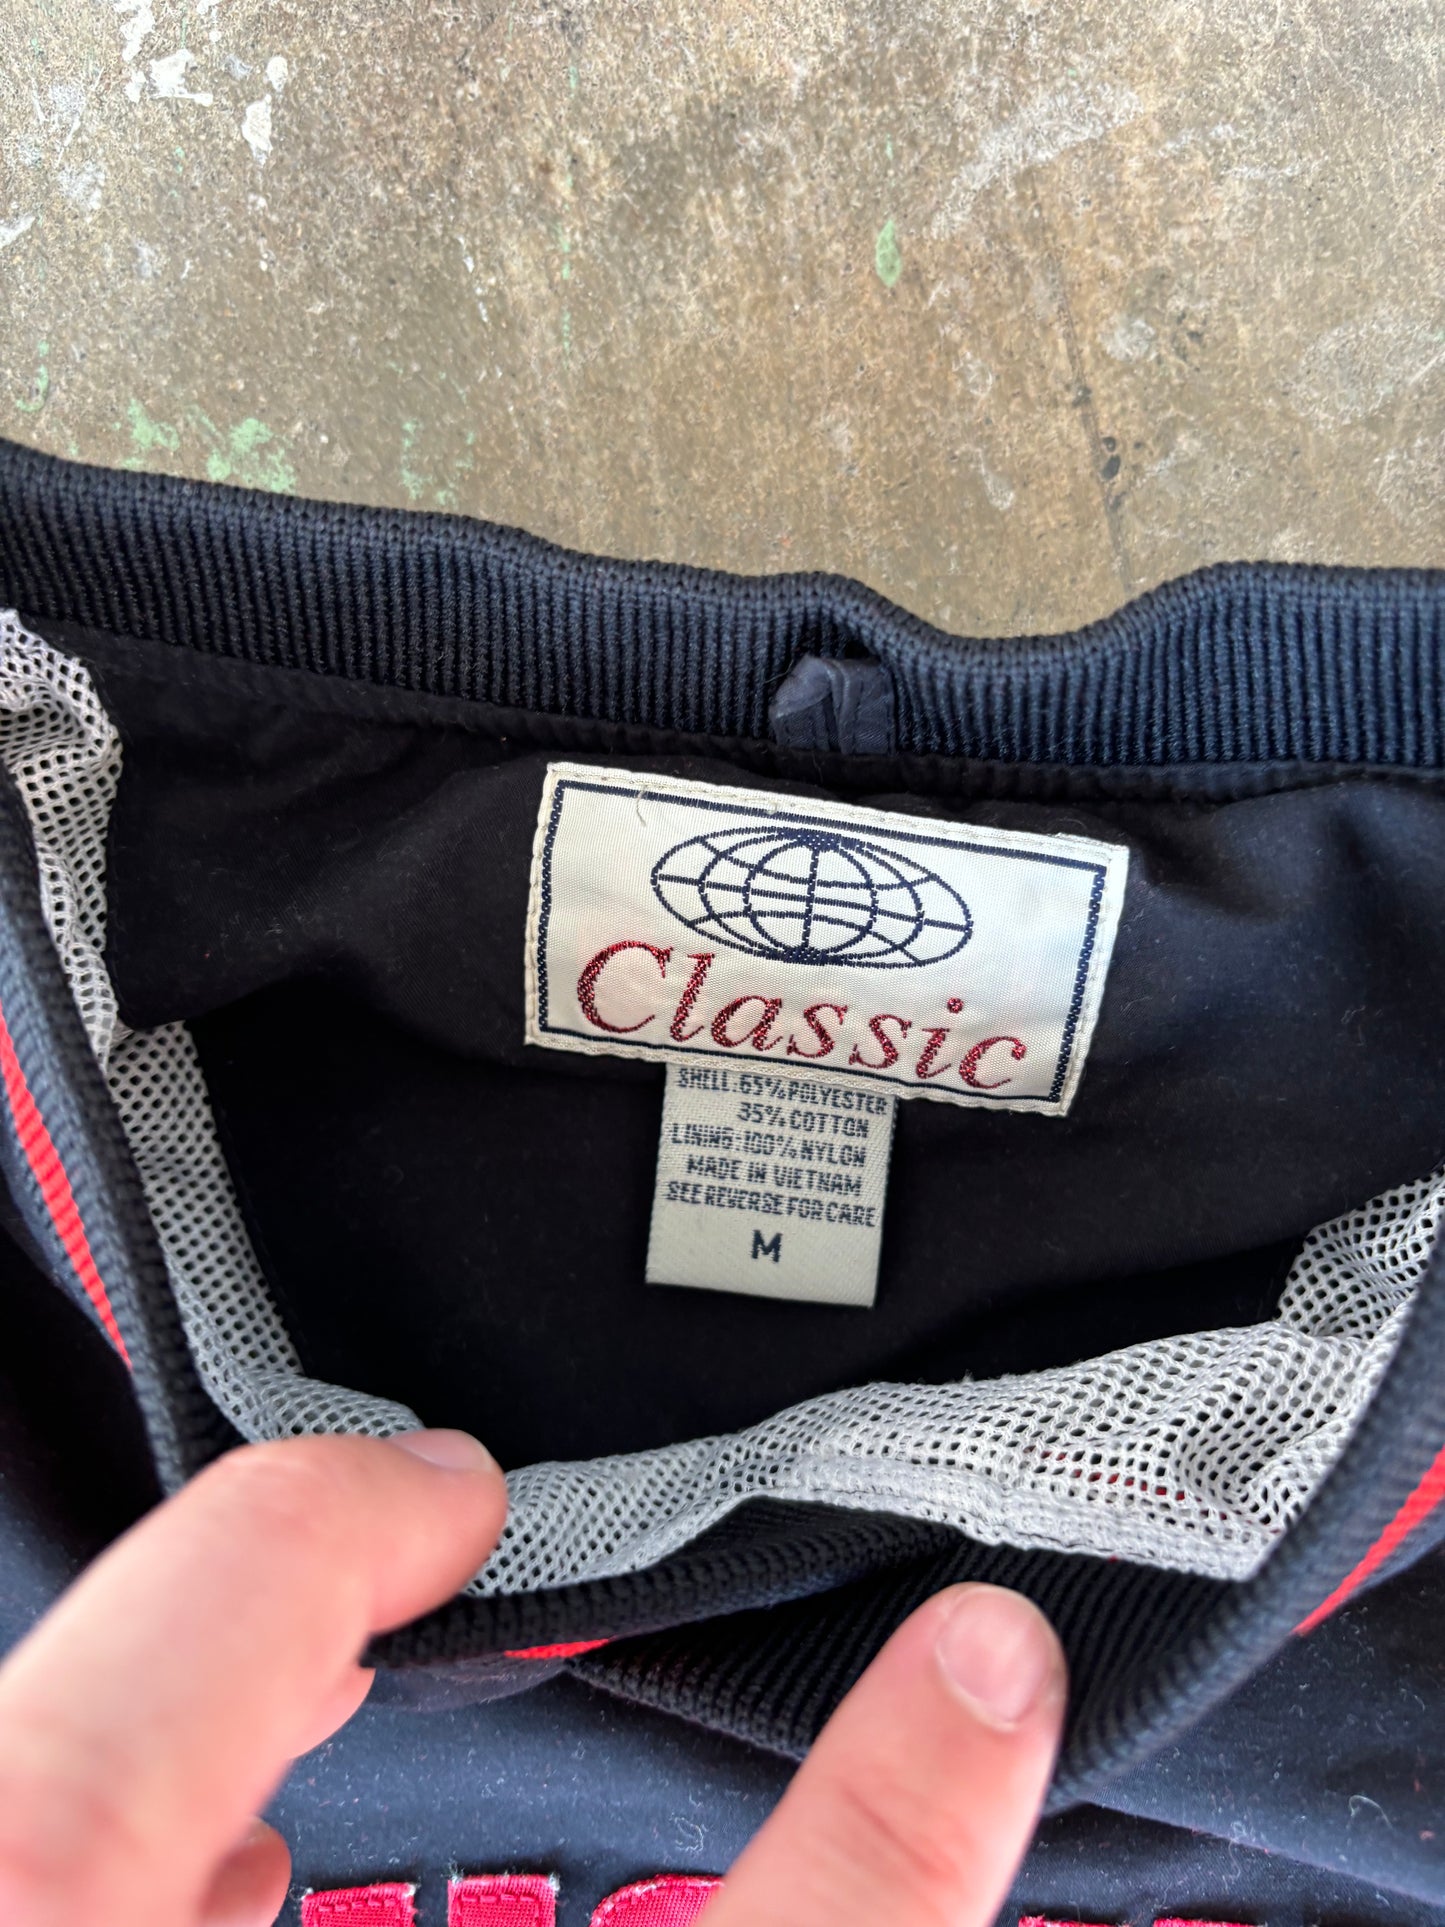 Classic
SHELL: 65% POLYESTER
35% COTTON
LINING: 100% NYLON
MADE IN VIETNAM
SEE REVERSE FOR CARE
M